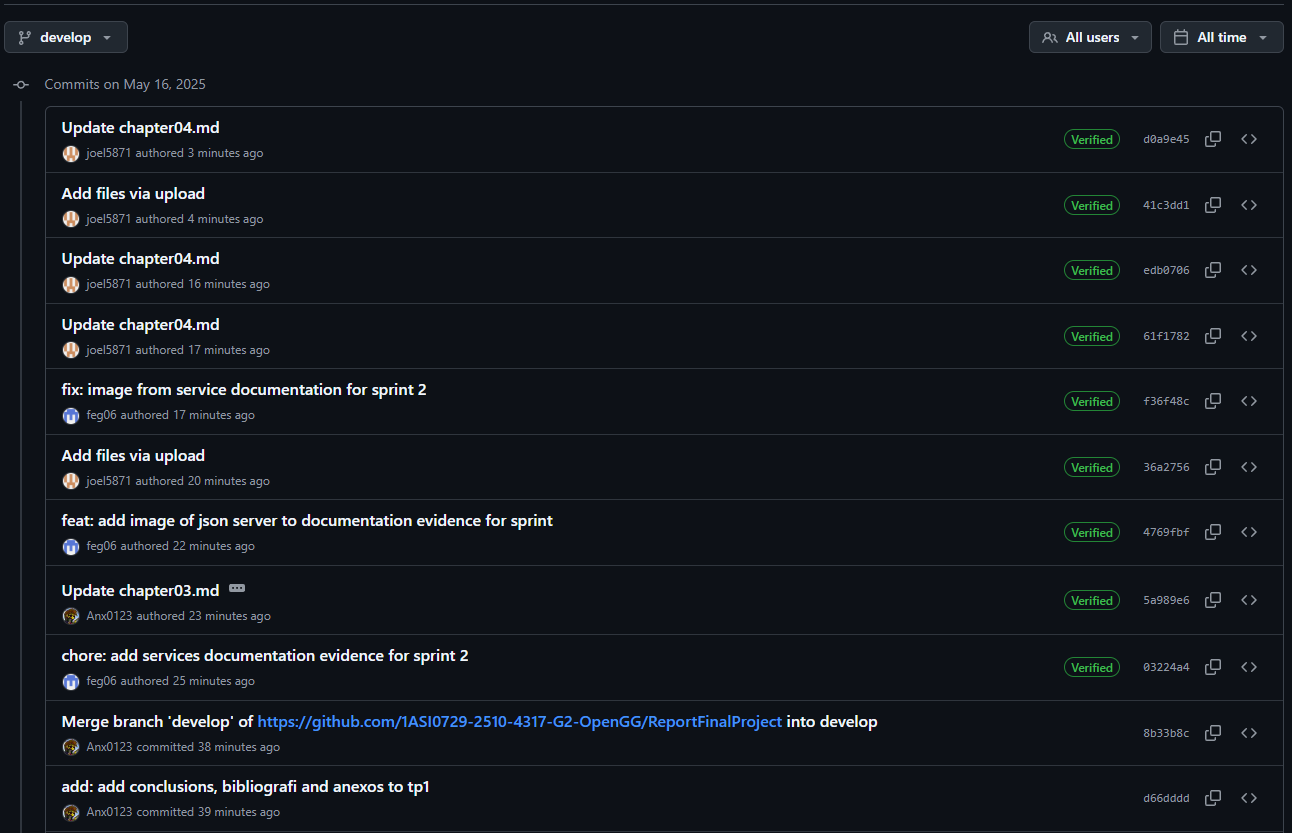 develop
All users
All time
Commits on May 16, 2025
Update chapter04.md
Verified
d0a9e45
joel5871 authored 3 minutes ago
Add files via upload
Verified
41c3dd1
joel5871 authored 4 minutes ago
Update chapter04.md
Verified
edb0706
joel5871 authored 16 minutes ago
Update chapter04.md
Verified
61f1782
joel5871 authored 17 minutes ago
fix: image from service documentation for sprint 2
Verified
f36f48c
feg06 authored 17 minutes ago
Add files via upload
Verified
36a2756
joel5871 authored 20 minutes ago
feat: add image of json server to documentation evidence for sprint
Verified
4769fbf
feg06 authored 22 minutes ago
Update chapter03.md
Verified
5a989e6
Anx0123 authored 23 minutes ago
chore: add services documentation evidence for sprint 2
Verified
03224a4
feg06 authored 25 minutes ago
Merge branch 'develop' of https://github.com/1ASI0729-2510-4317-G2-OpenGG/ReportFinalProject into develop
8b33b8c
Anx0123 committed 38 minutes ago
add: add conclusions, bibliografi and anexos to tp1
d66dddd
Anx0123 committed 39 minutes ago